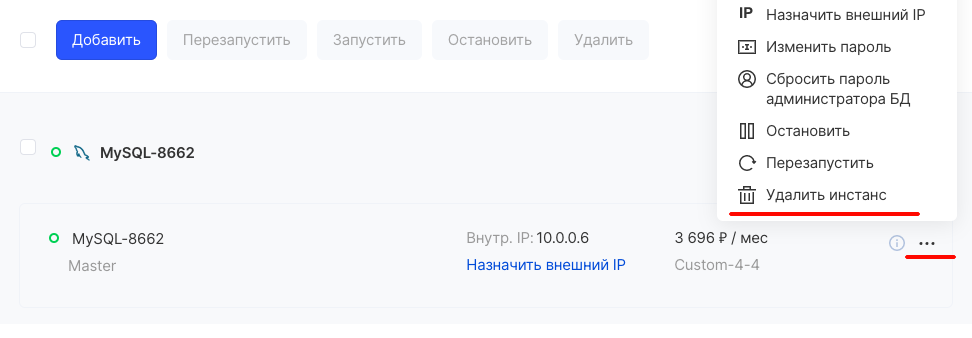 Добавить
Перезапустить
Запустить
Остановить
Удалить
IP Назначить внешний IP
Изменить пароль
Сбросить пароль
администратора БД
Остановить
Перезапустить
Удалить инстанс
MySQL-8662
MySQL-8662
Master
Внутр. IP: 10.0.0.6
Назначить внешний IP
3 696 ₽ / мес
Custom-4-4